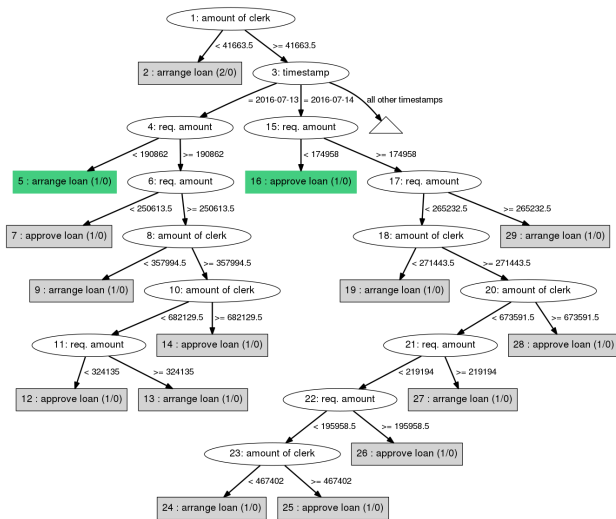 1: amount of clerk
< 41663.5
>= 41663.5
2 : arrange loan (2/0)
3: timestamp
= 2016-07-13
= 2016-07-14
all other timestamps
4: req. amount
15: req. amount
< 190862
>= 190862
< 174958
>= 174958
5 : arrange loan (1/0)
6: req. amount
16 : approve loan (1/0)
17: req. amount
< 250613.5
>= 250613.5
< 265232.5
>= 265232.5
7 : approve loan (1/0)
8: amount of clerk
18: amount of clerk
29 : arrange loan (1/0)
< 357994.5
>= 357994.5
< 271443.5
>= 271443.5
9 : arrange loan (1/0)
10: amount of clerk
19 : arrange loan (1/0)
20: amount of clerk
< 682129.5
>= 682129.5
< 673591.5
>= 673591.5
11: req. amount
14 : approve loan (1/0)
21: req. amount
28 : approve loan (1/0)
< 324135
>= 324135
< 219194
>= 219194
12 : approve loan (1/0)
13 : arrange loan (1/0)
22: req. amount
27 : arrange loan (1/0)
< 195958.5
>= 195958.5
23: amount of clerk
26 : approve loan (1/0)
< 467402
>= 467402
24 : arrange loan (1/0)
25 : approve loan (1/0)